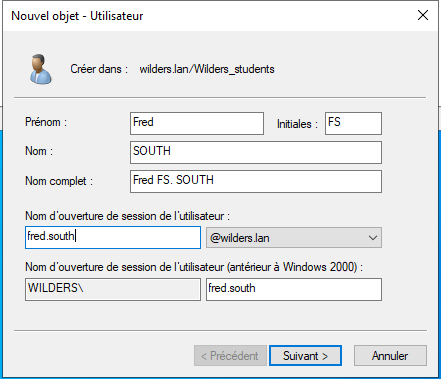 Nouvel objet - Utilisateur
Créer dans : wilders.lan/Wilders_students
Prénom : Fred Initiales : FS
Nom : SOUTH
Nom complet : Fred FS. SOUTH
Nom d'ouverture de session de l'utilisateur :
fred.south @wilders.lan
Nom d'ouverture de session de l'utilisateur (antérieur à Windows 2000) :
WILDERS\ fred.south
< Précédent Suivant > Annuler